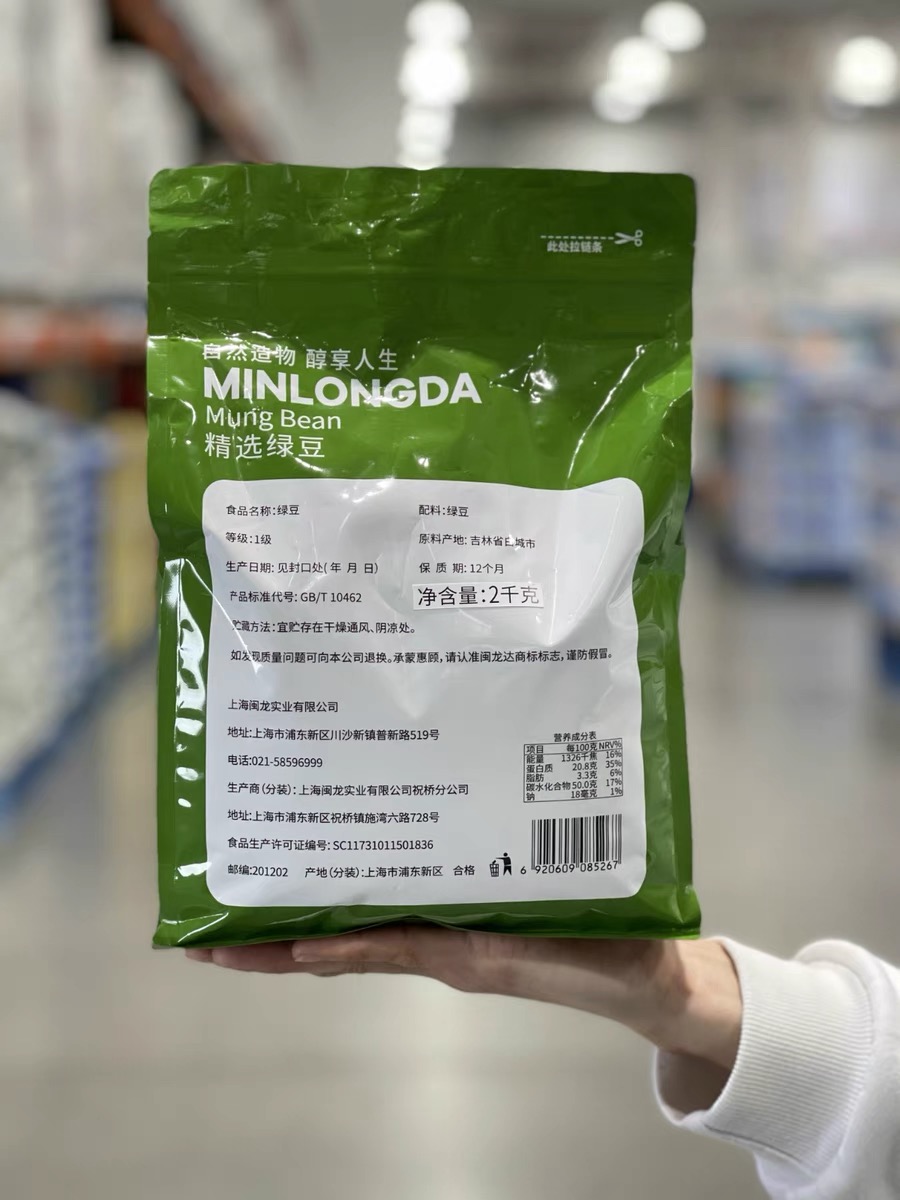 此处拉链条
自然造物 醇享人生
MINLONGDA
Mung Bean
精选绿豆
食品名称:绿豆 配料:绿豆
等级:1级 原料产地:吉林省白城市
生产日期:见封口处(年 月 日) 保 质 期:12个月
产品标准代号:GB/T 10462 净含量:2千克
贮藏方法:宜贮存在干燥通风、阴凉处。
如发现质量问题可向本公司退换。承蒙惠顾,请认准闽龙达商标标志,谨防假冒。
上海闽龙实业有限公司
地址:上海市浦东新区川沙新镇普新路519号
电话:021-58596999
生产商(分装):上海闽龙实业有限公司祝桥分公司
地址:上海市浦东新区祝桥镇施湾六路728号
食品生产许可证编号:SC11731011501836
邮编:201202 产地(分装):上海市浦东新区 合格
营养成分表
项目 每100克 NRV%
能量 1326千焦 16%
蛋白质 20.8克 35%
脂肪 3.3克 6%
碳水化合物 50.0克 17%
钠 18毫克 1%
6 920609 085267